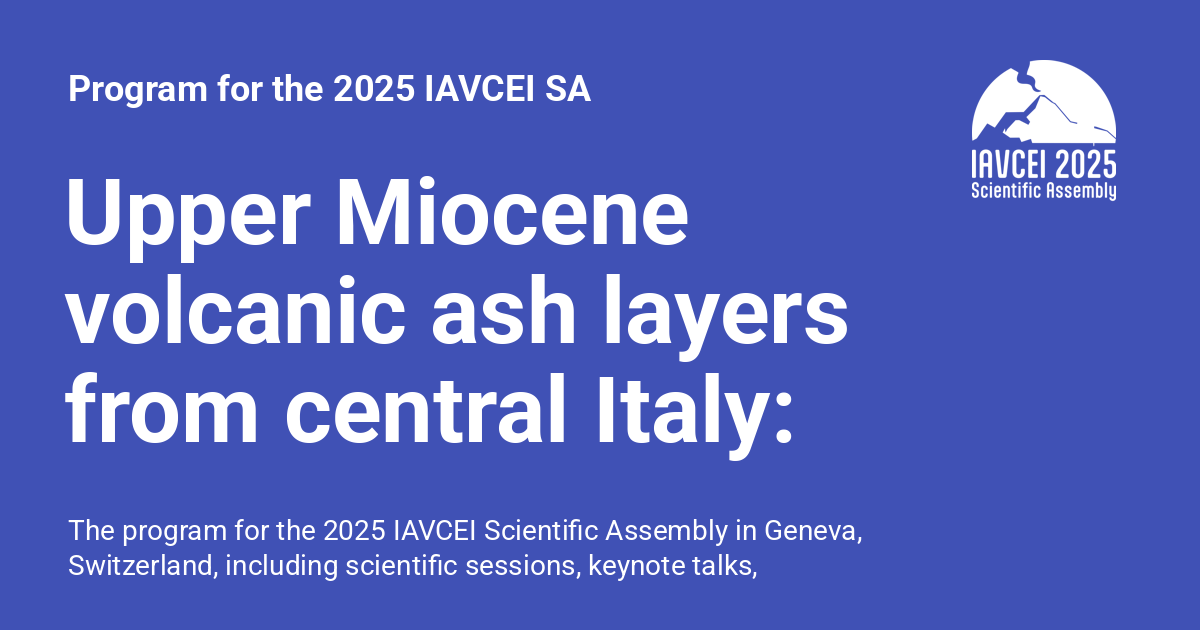 Program for the 2025 IAVCEI SA
IAVCEI 2025
Scientific Assembly
Upper Miocene
volcanic ash layers
from central Italy:
The program for the 2025 IAVCEI Scientific Assembly in Geneva,
Switzerland, including scientific sessions, keynote talks,